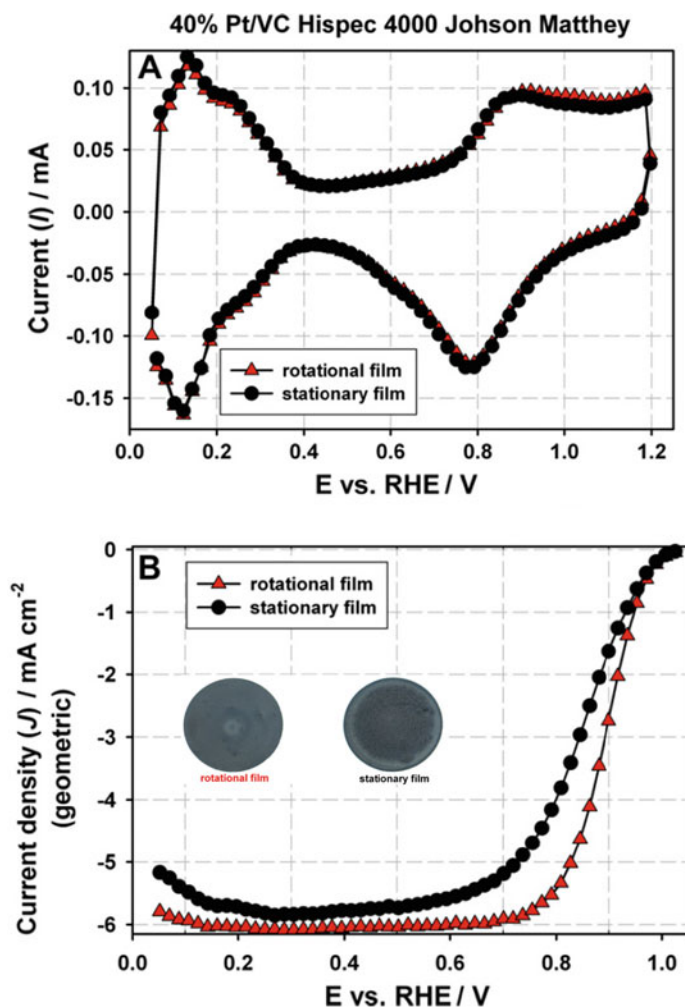 40% Pt/VC Hispec 4000 Johson Matthey
A
0.10
0.05
0.00
-0.05
-0.10
-0.15
Current (I) / mA
rotational film
stationary film
0.0 0.2 0.4 0.6 0.8 1.0 1.2
E vs. RHE / V
B
0
-1
-2
-3
-4
-5
-6
Current density (J) / mA cm⁻²
(geometric)
rotational film
stationary film
rotational film stationary film
0.0 0.2 0.4 0.6 0.8 1.0
E vs. RHE / V